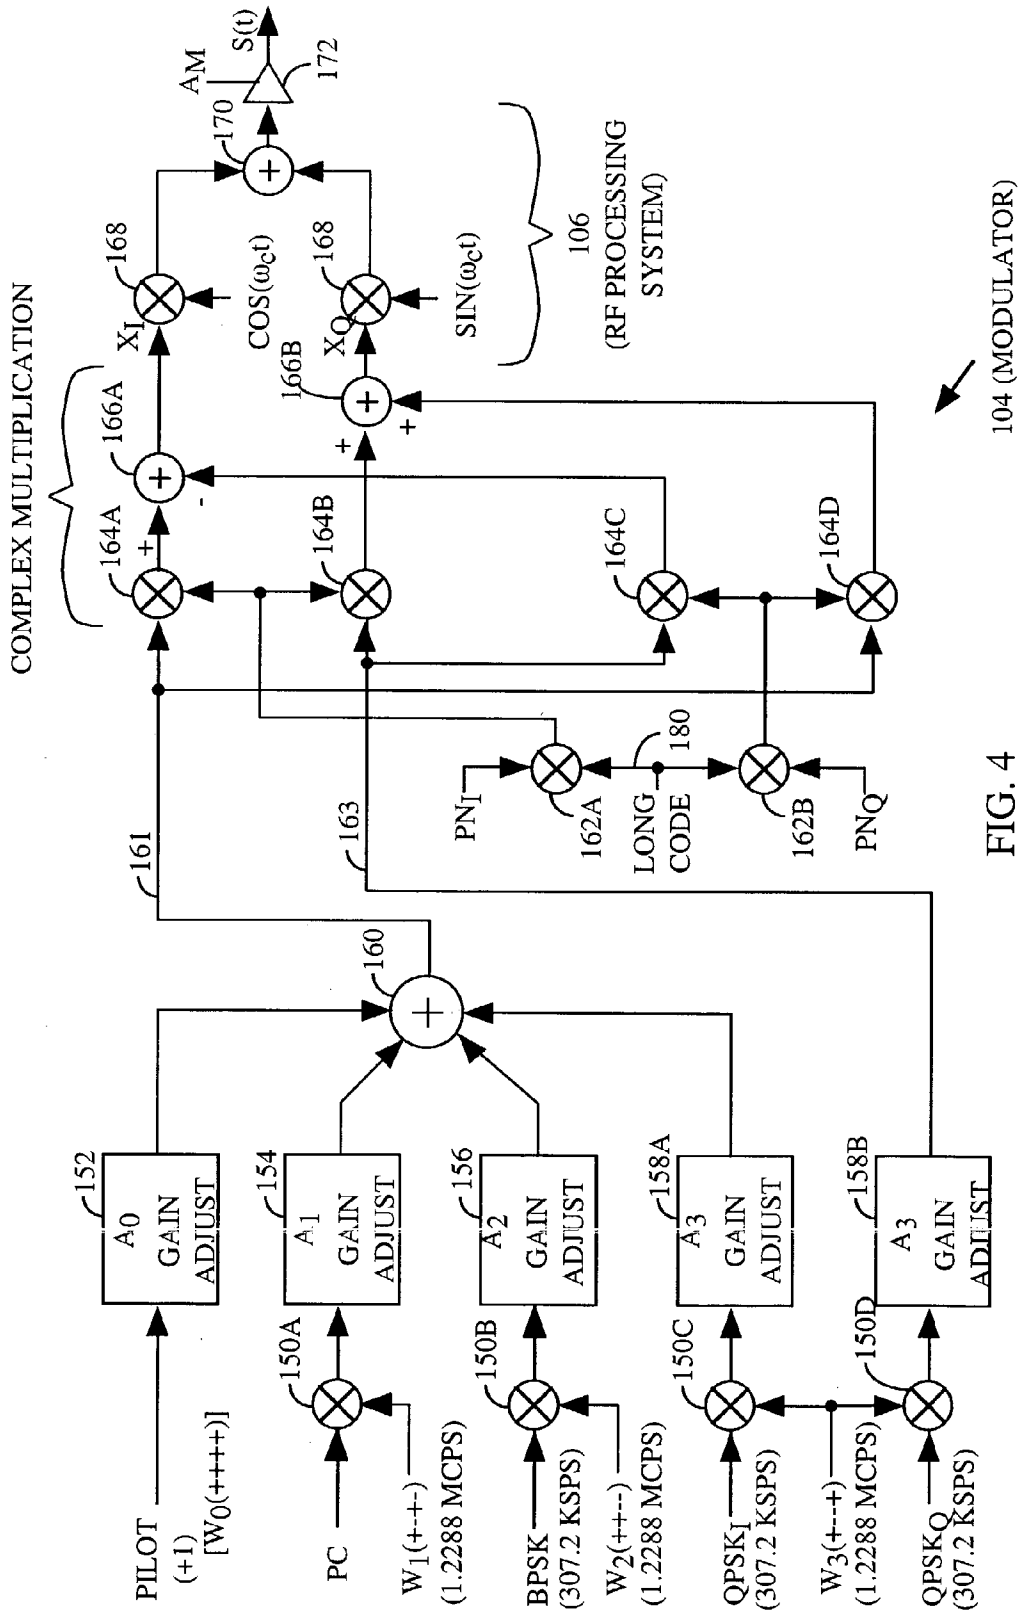 PILOT
(+1)
[W0(++++)]
152
A0
GAIN
ADJUST
PC
W1(+-+-)
(1.2288 MCPS)
150A
154
A1
GAIN
ADJUST
BPSK
(307.2 KSPS)
W2(++--)
(1.2288 MCPS)
150B
156
A2
GAIN
ADJUST
QPSKI
(307.2 KSPS)
150C
158A
A3
GAIN
ADJUST
W3(+--+)
(1.2288 MCPS)
QPSKQ
(307.2 KSPS)
150D
158B
A3
GAIN
ADJUST
160
+
161
163
PNI
162A
LONG
CODE
180
162B
PNQ
COMPLEX MULTIPLICATION
164A
+
166A
+
-
164B
+
166B
+
+
164C
164D
XI
168
COS(ωct)
XQ
168
SIN(ωct)
170
+
AM
S(t)
172
106
(RF PROCESSING
SYSTEM)
104 (MODULATOR)
FIG. 4